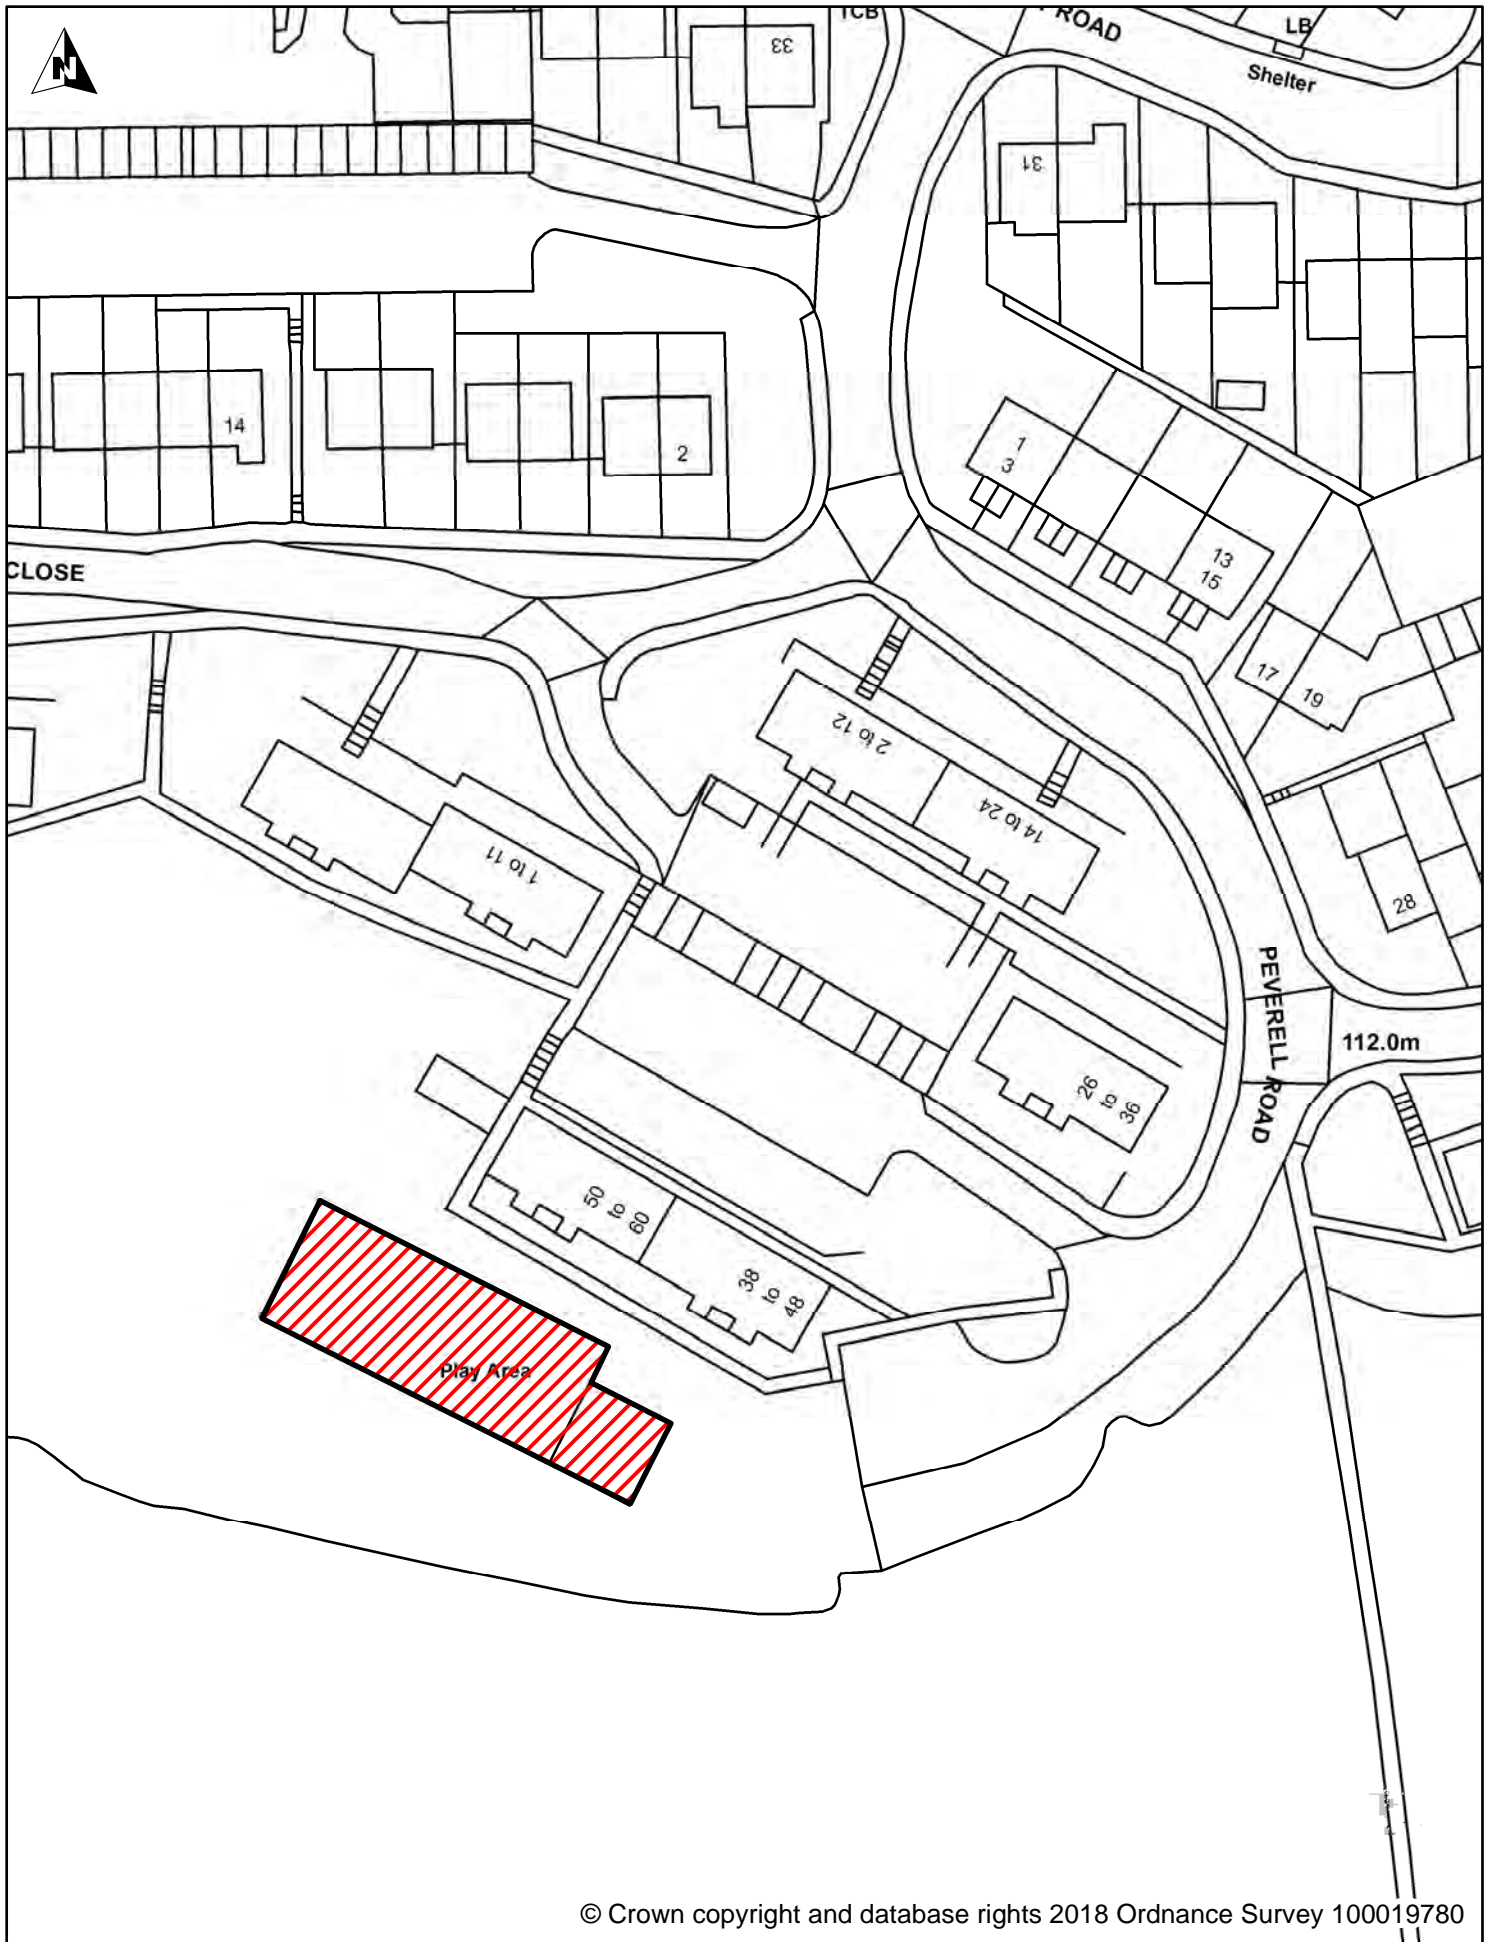 N
TCB
ROAD
LB
Shelter
33
31
14
2
1
3
13
15
17
19
CLOSE
2 to 12
14 to 24
1 to 11
28
PEVERELL ROAD
112.0m
26
to
36
50
to
60
38
to
48
Play Area
© Crown copyright and database rights 2018 Ordnance Survey 100019780